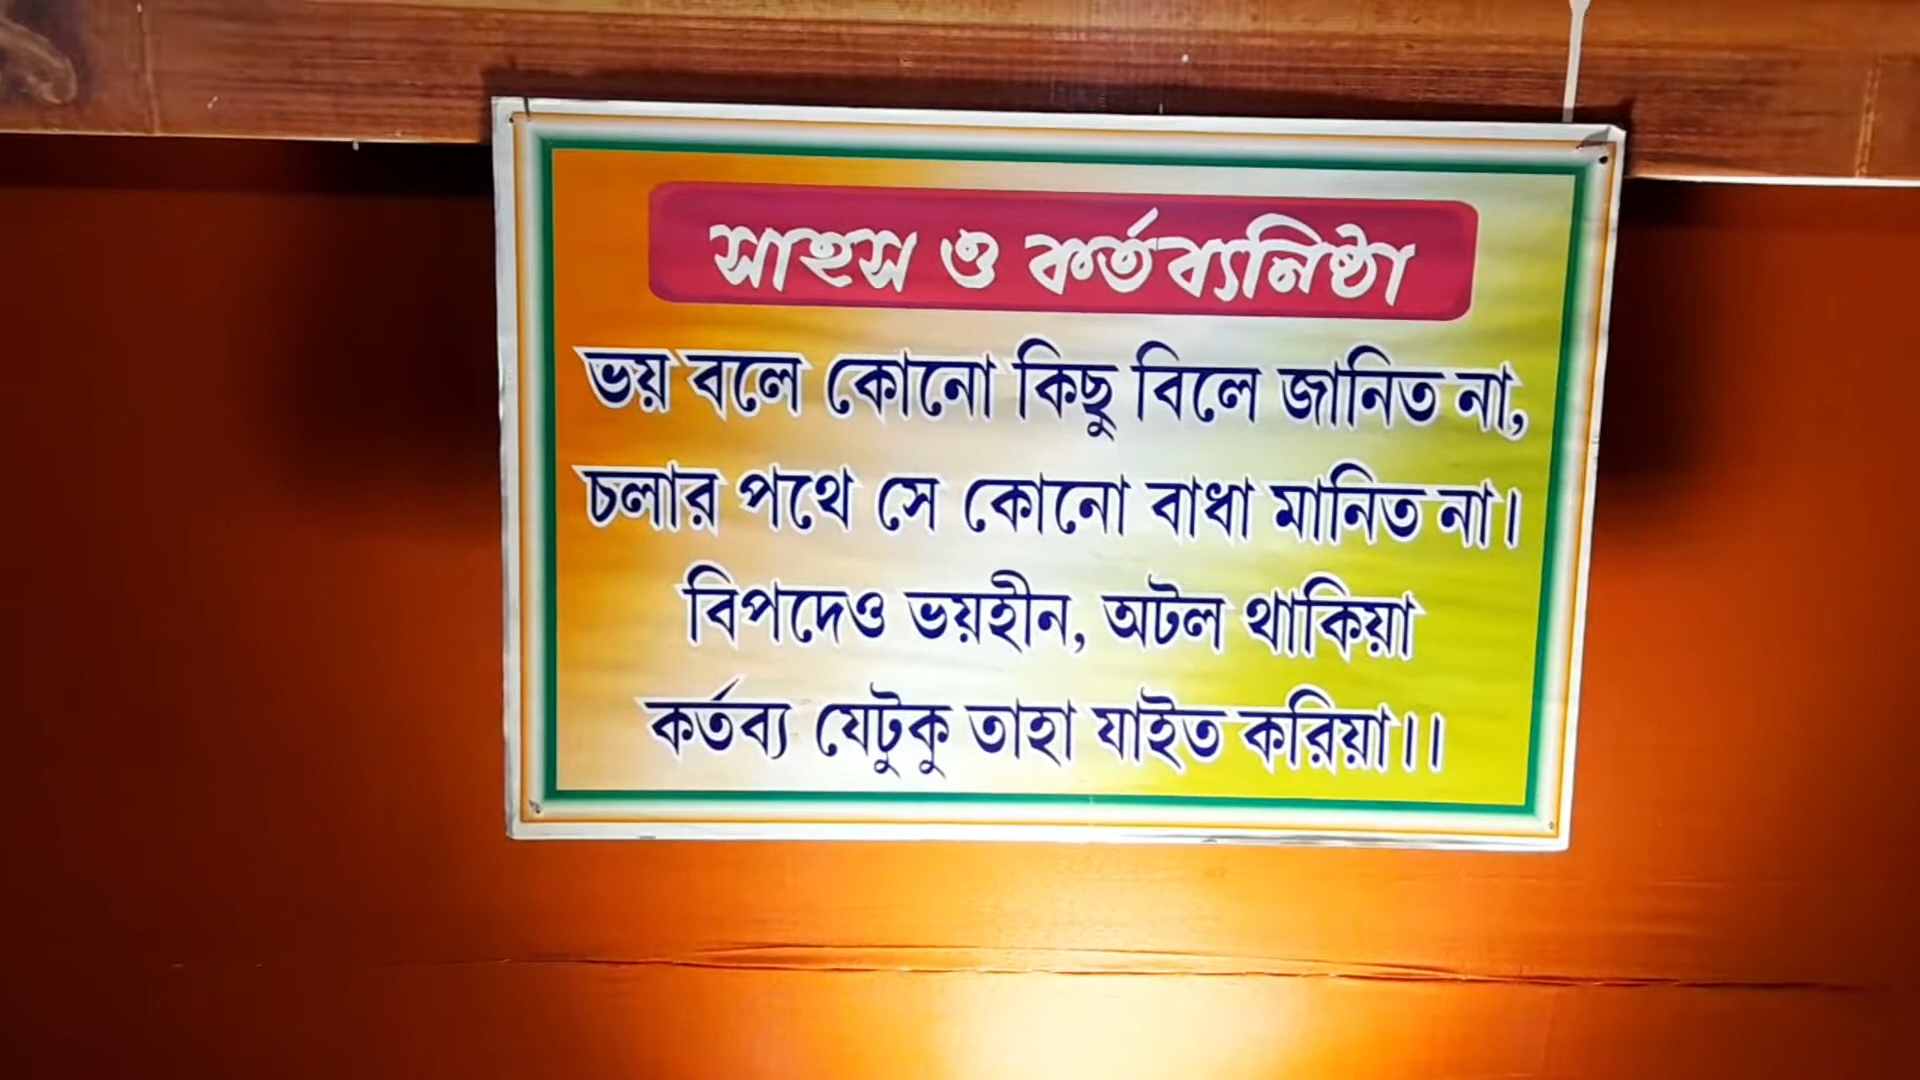 সাহস ও কর্তব্যনিষ্ঠা
ভয় বলে কোনো কিছু বিলে জানিত না,
চলার পথে সে কোনো বাধা মানিত না।
বিপদেও ভয়হীন, অটল থাকিয়া
কর্তব্য যেটুকু তাহা যাইত করিয়া।।